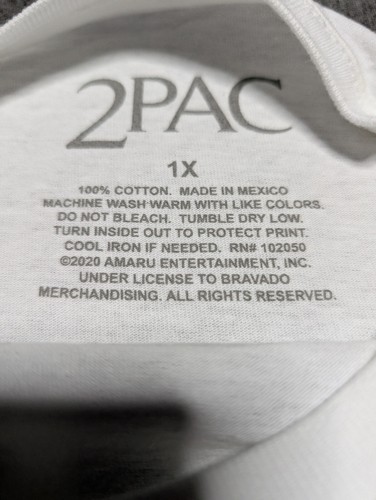 2PAC
1X
100% COTTON. MADE IN MEXICO
MACHINE WASH WARM WITH LIKE COLORS.
DO NOT BLEACH. TUMBLE DRY LOW.
TURN INSIDE OUT TO PROTECT PRINT.
COOL IRON IF NEEDED. RN# 102050
©2020 AMARU ENTERTAINMENT, INC.
UNDER LICENSE TO BRAVADO
MERCHANDISING. ALL RIGHTS RESERVED.